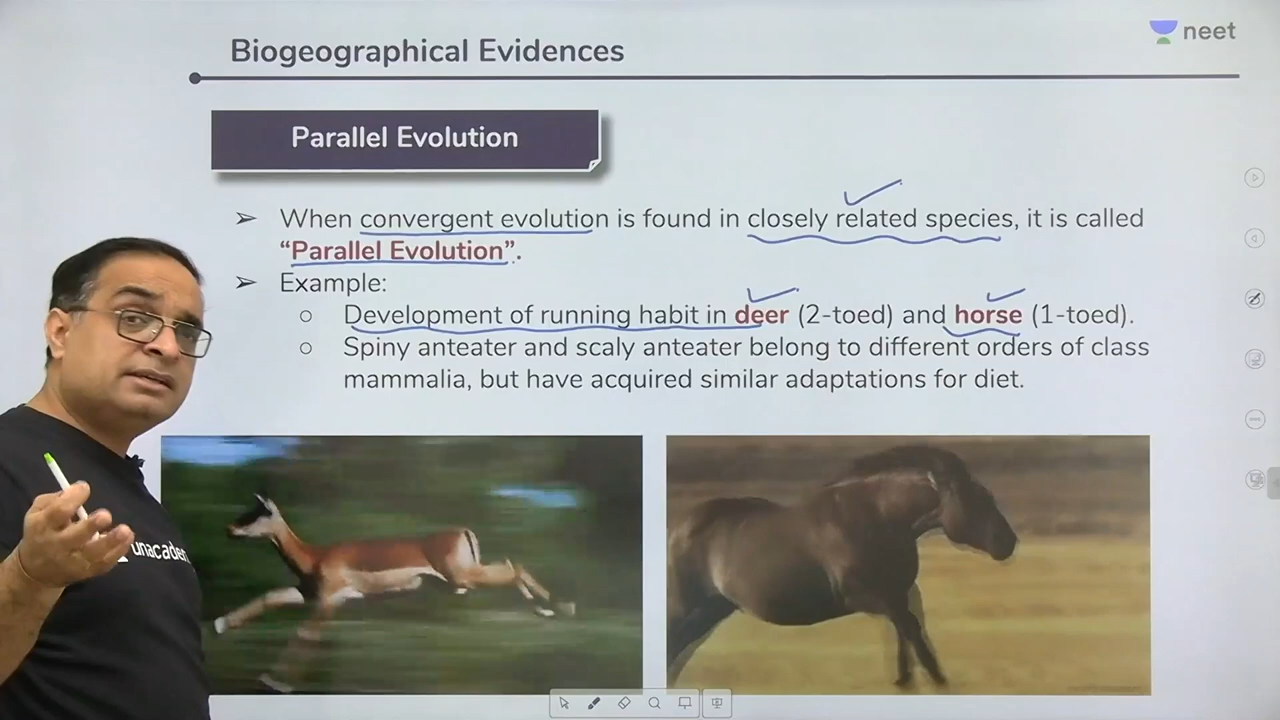 Biogeographical Evidences
neet
Parallel Evolution
➢ When convergent evolution is found in closely related species, it is called
“Parallel Evolution”.
➢ Example:
○ Development of running habit in deer (2-toed) and horse (1-toed).
○ Spiny anteater and scaly anteater belong to different orders of class
mammalia, but have acquired similar adaptations for diet.
unacade